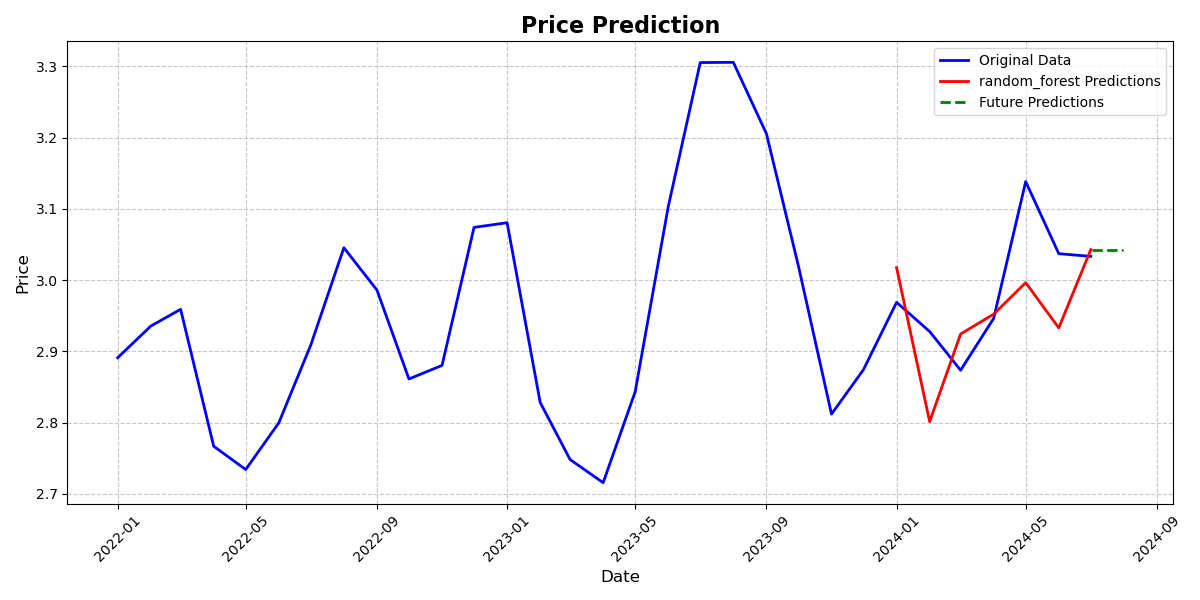 Price Prediction
Original Data
random_forest Predictions
Future Predictions
Price
3.3
3.2
3.1
3.0
2.9
2.8
2.7
2022-01
2022-05
2022-09
2023-01
2023-05
2023-09
2024-01
2024-05
2024-09
Date